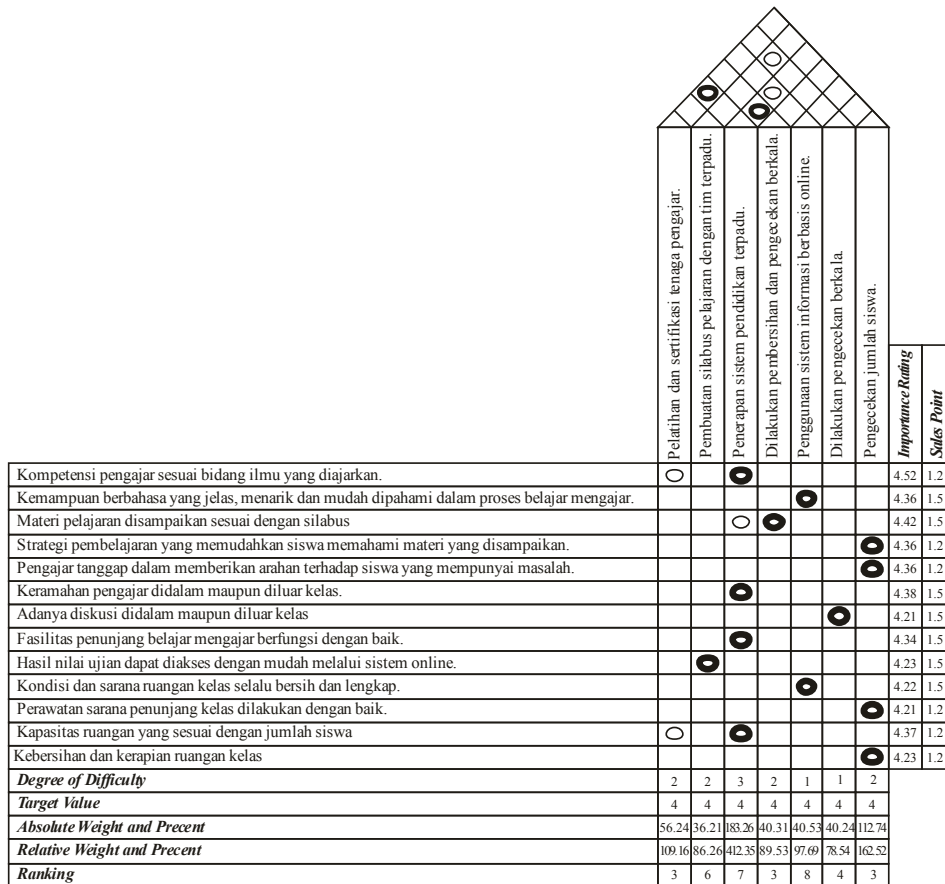 Pelatihan dan sertifikasi tenaga pengajar.
Pembuatan silabus pelajaran dengan tim terpadu.
Penerapan sistem pendidikan terpadu.
Dilakukan pembersihan dan pengecekan berkala.
Penggunaan sistem informasi berbasis online.
Dilakukan pengecekan berkala.
Pengecekan jumlah siswa.
Importance Rating
Sales Point
Kompetensi pengajar sesuai bidang ilmu yang diajarkan. 4.52 1.2
Kemampuan berbahasa yang jelas, menarik dan mudah dipahami dalam proses belajar mengajar. 4.36 1.5
Materi pelajaran disampaikan sesuai dengan silabus 4.42 1.5
Strategi pembelajaran yang memudahkan siswa memahami materi yang disampaikan. 4.36 1.2
Pengajar tanggap dalam memberikan arahan terhadap siswa yang mempunyai masalah. 4.36 1.2
Keramahan pengajar didalam maupun diluar kelas. 4.38 1.5
Adanya diskusi didalam maupun diluar kelas 4.21 1.5
Fasilitas penunjang belajar mengajar berfungsi dengan baik. 4.34 1.5
Hasil nilai ujian dapat diakses dengan mudah melalui sistem online. 4.23 1.5
Kondisi dan sarana ruangan kelas selalu bersih dan lengkap. 4.22 1.5
Perawatan sarana penunjang kelas dilakukan dengan baik. 4.21 1.2
Kapasitas ruangan yang sesuai dengan jumlah siswa 4.37 1.2
Kebersihan dan kerapian ruangan kelas 4.23 1.2
Degree of Difficulty 2 2 3 2 1 1 2
Target Value 4 4 4 4 4 4 4
Absolute Weight and Precent 56.24 36.21 183.26 40.31 40.53 40.24 112.74
Relative Weight and Precent 109.16 86.26 412.35 89.53 97.69 78.54 162.52
Ranking 3 6 7 3 8 4 3